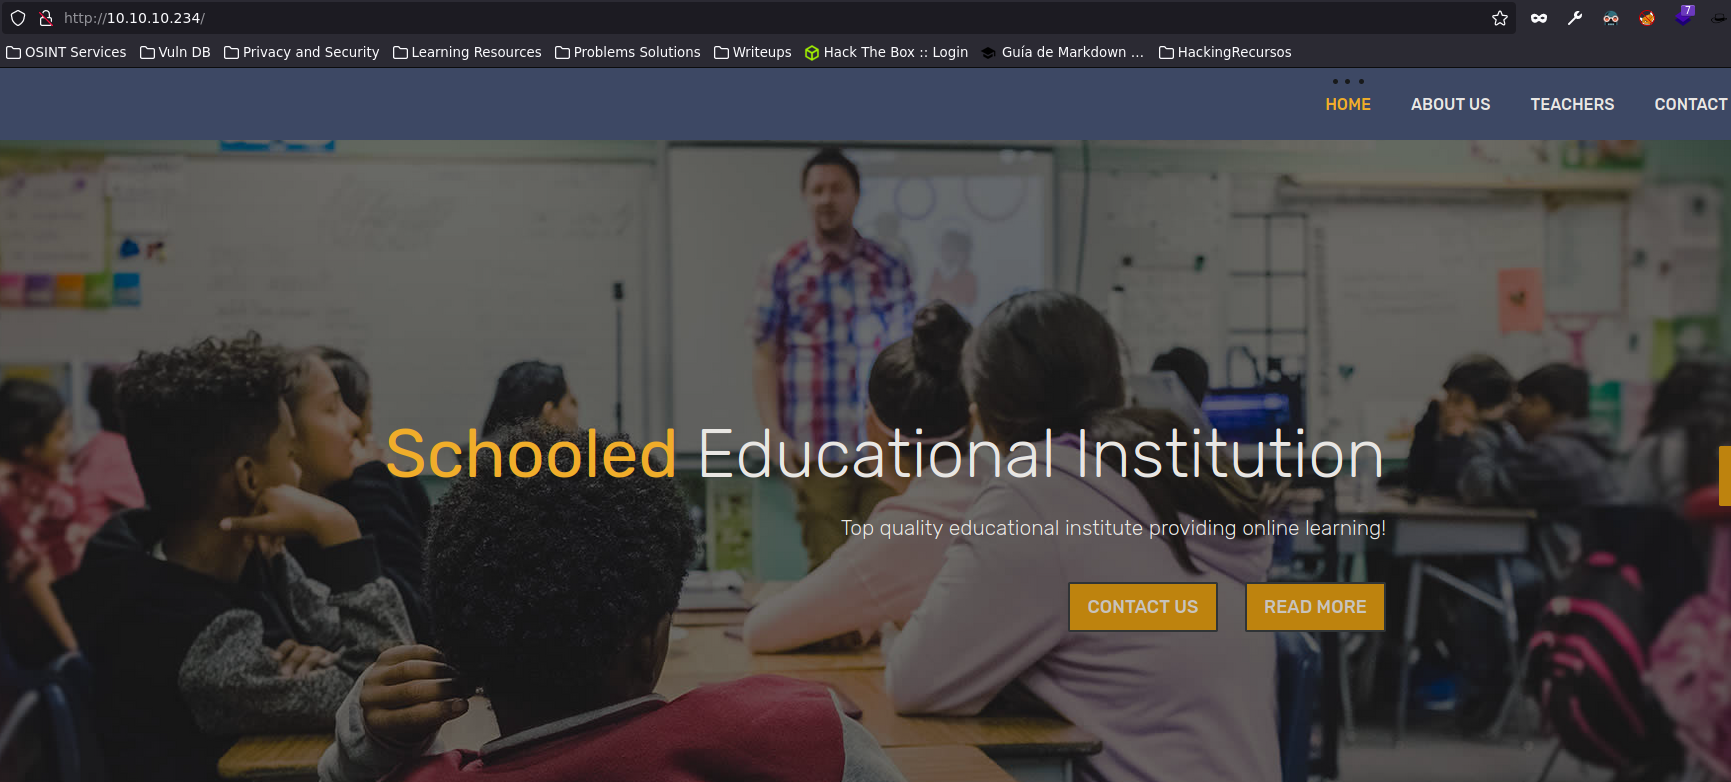 http://10.10.10.234/
7
OSINT Services Vuln DB Privacy and Security Learning Resources Problems Solutions Writeups Hack The Box :: Login Guía de Markdown ... HackingRecursos
HOME ABOUT US TEACHERS CONTACT
Schooled Educational Institution
Top quality educational institute providing online learning!
CONTACT US READ MORE